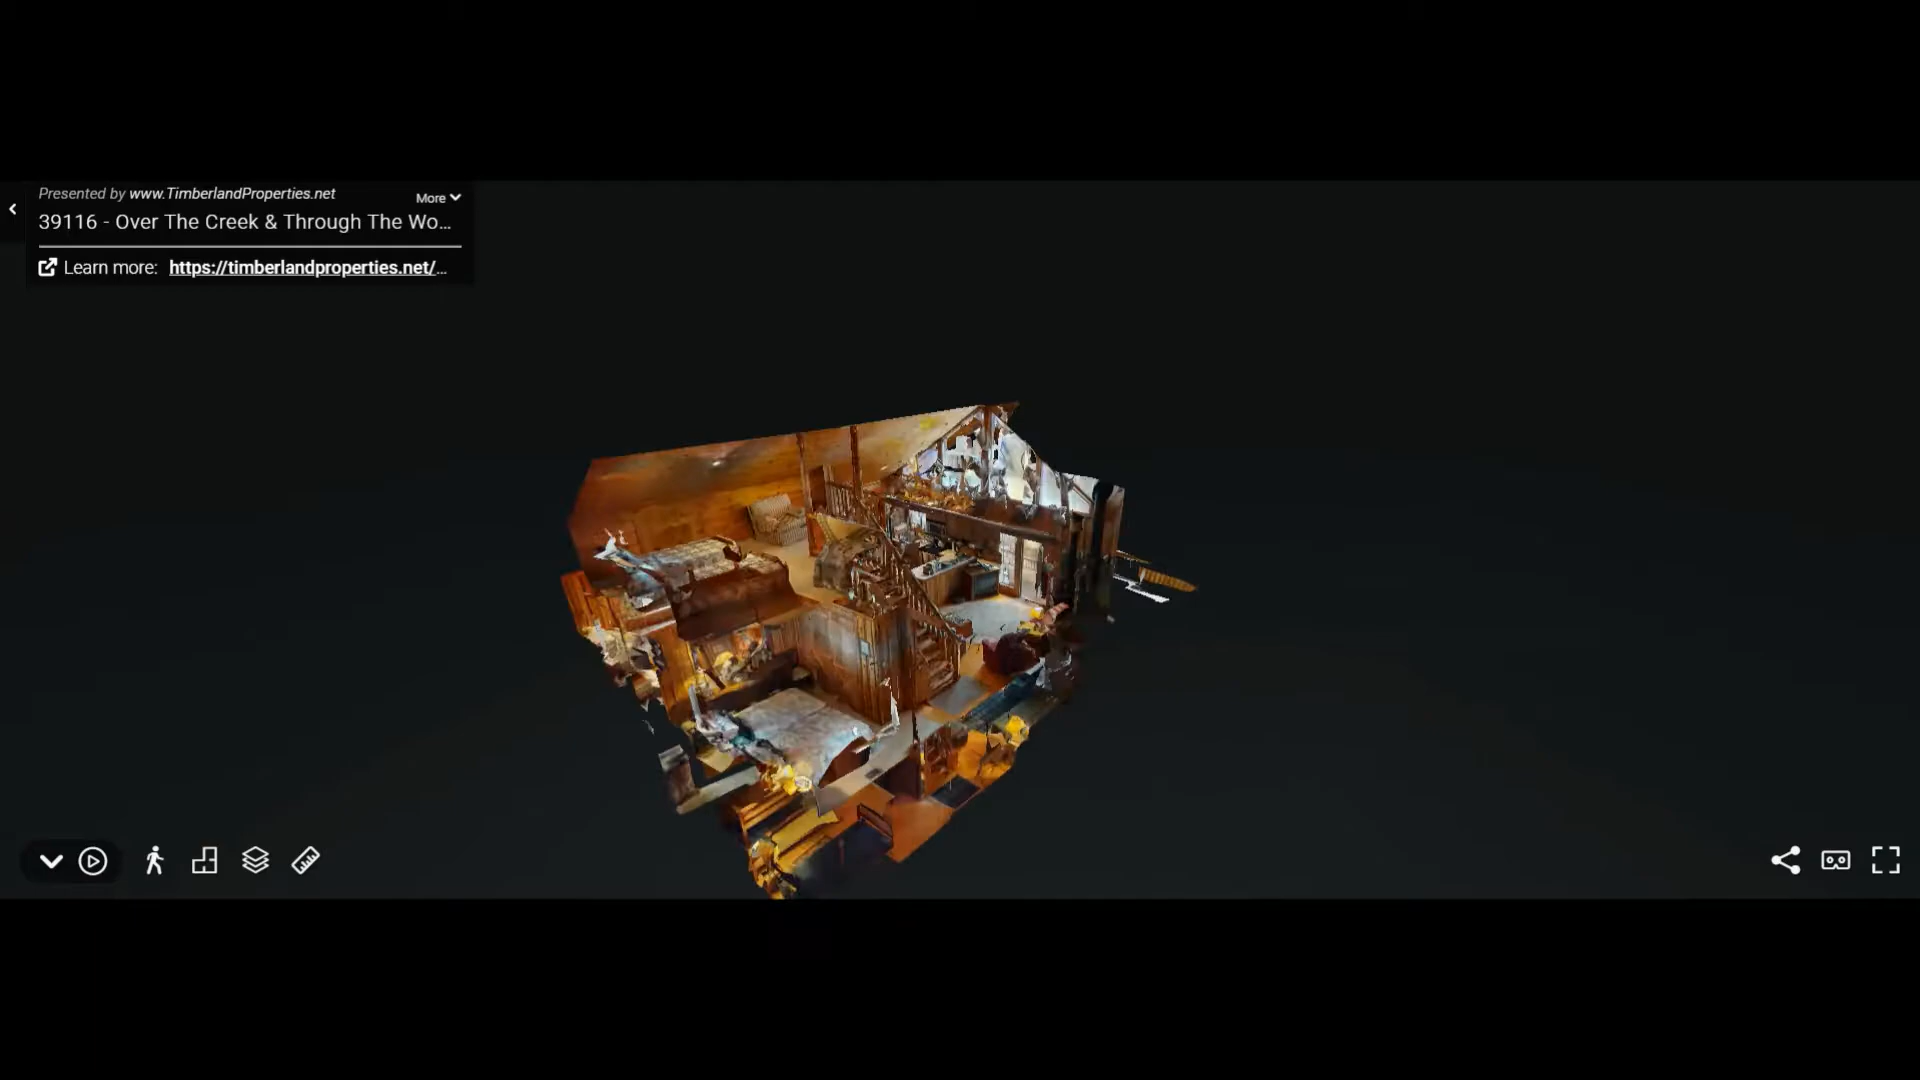 Presented by www.TimberlandProperties.net
More
39116 - Over The Creek & Through The Wo...
Learn more: https://timberlandproperties.net/...